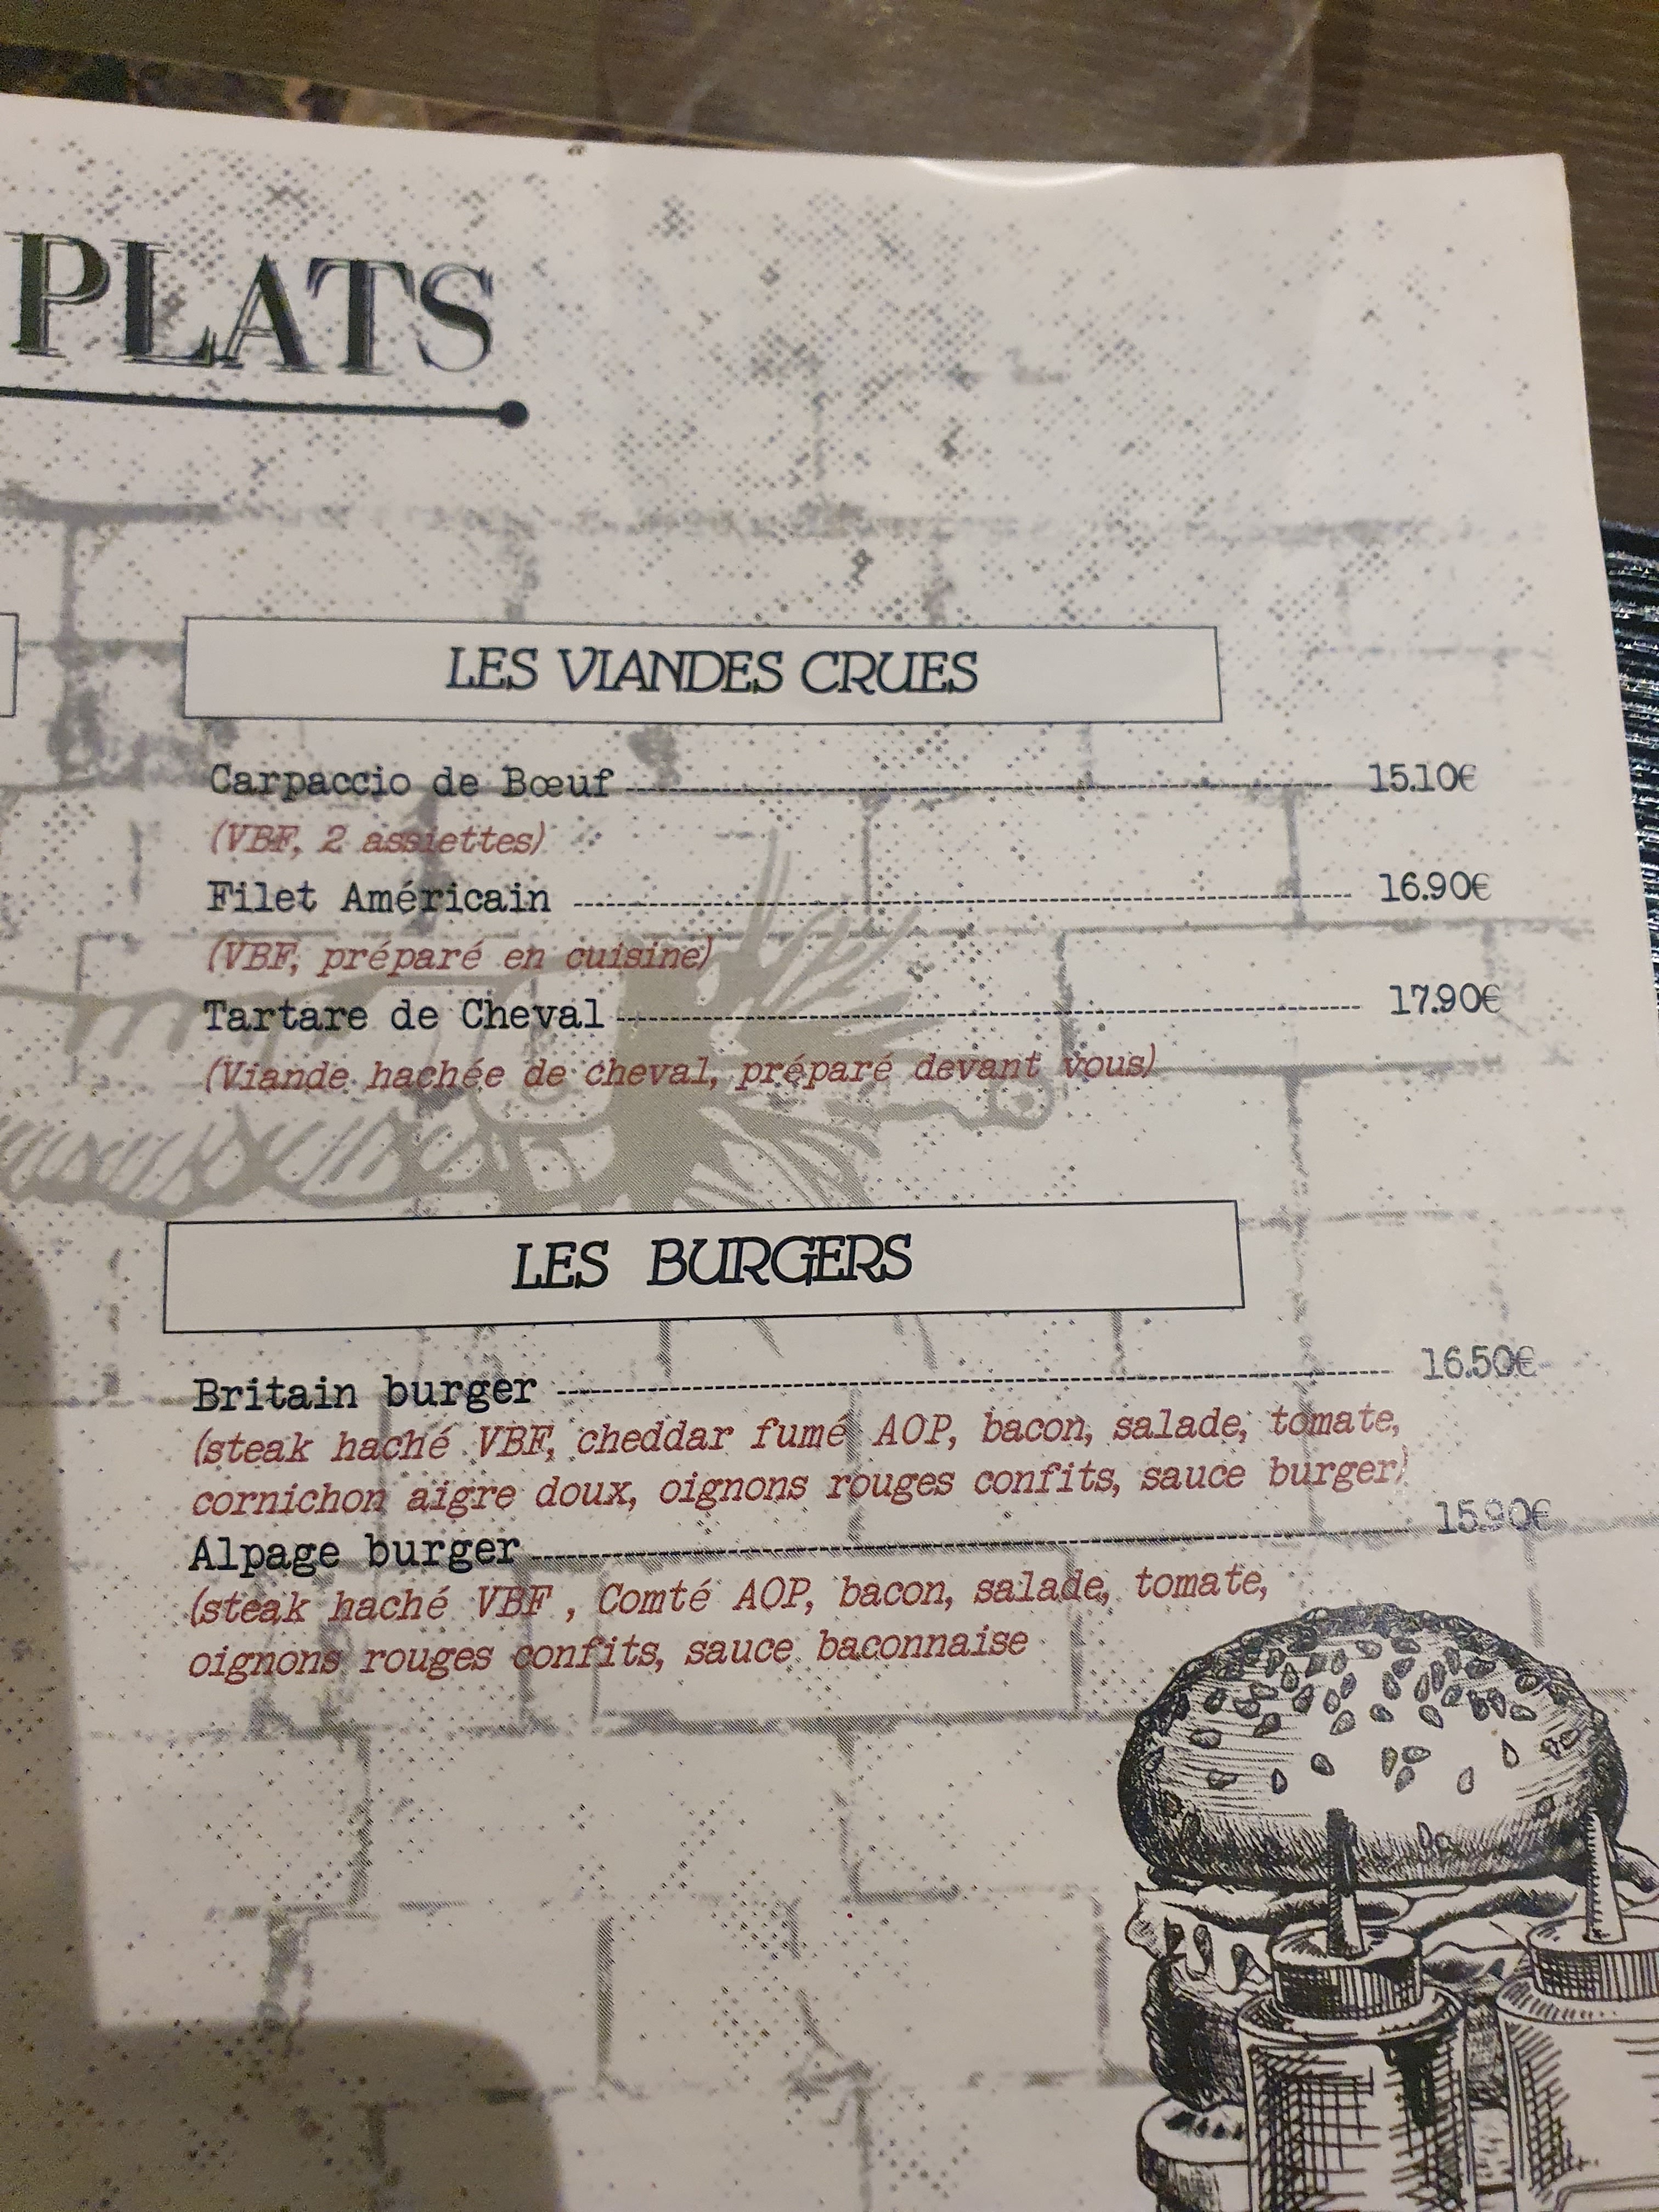 PLATS
LES VIANDES CRUES
Carpaccio de Bœuf 15.10€
(VBF, 2 assiettes)
Filet Américain 16.90€
(VBF, préparé en cuisine)
Tartare de Cheval 17.90€
(Viande hachée de cheval, préparé devant vous)
LES BURGERS
Britain burger 16.50€
(steak haché VBF, cheddar fumé AOP, bacon, salade, tomate,
cornichon aigre doux, oignons rouges confits, sauce burger)
Alpage burger 15.90€
(steak haché VBF , Comté AOP, bacon, salade, tomate,
oignons rouges confits, sauce baconnaise